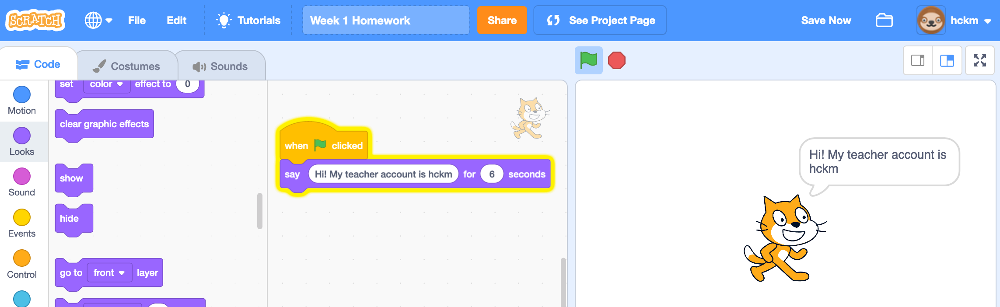 SCRATCH File Edit Tutorials Week 1 Homework Share See Project Page Save Now hckm
Code Costumes Sounds
Motion
Looks
Sound
Events
Control
set color effect to 0
clear graphic effects
show
hide
go to front layer
when clicked
say Hi! My teacher account is hckm for 6 seconds
Hi! My teacher account is
hckm